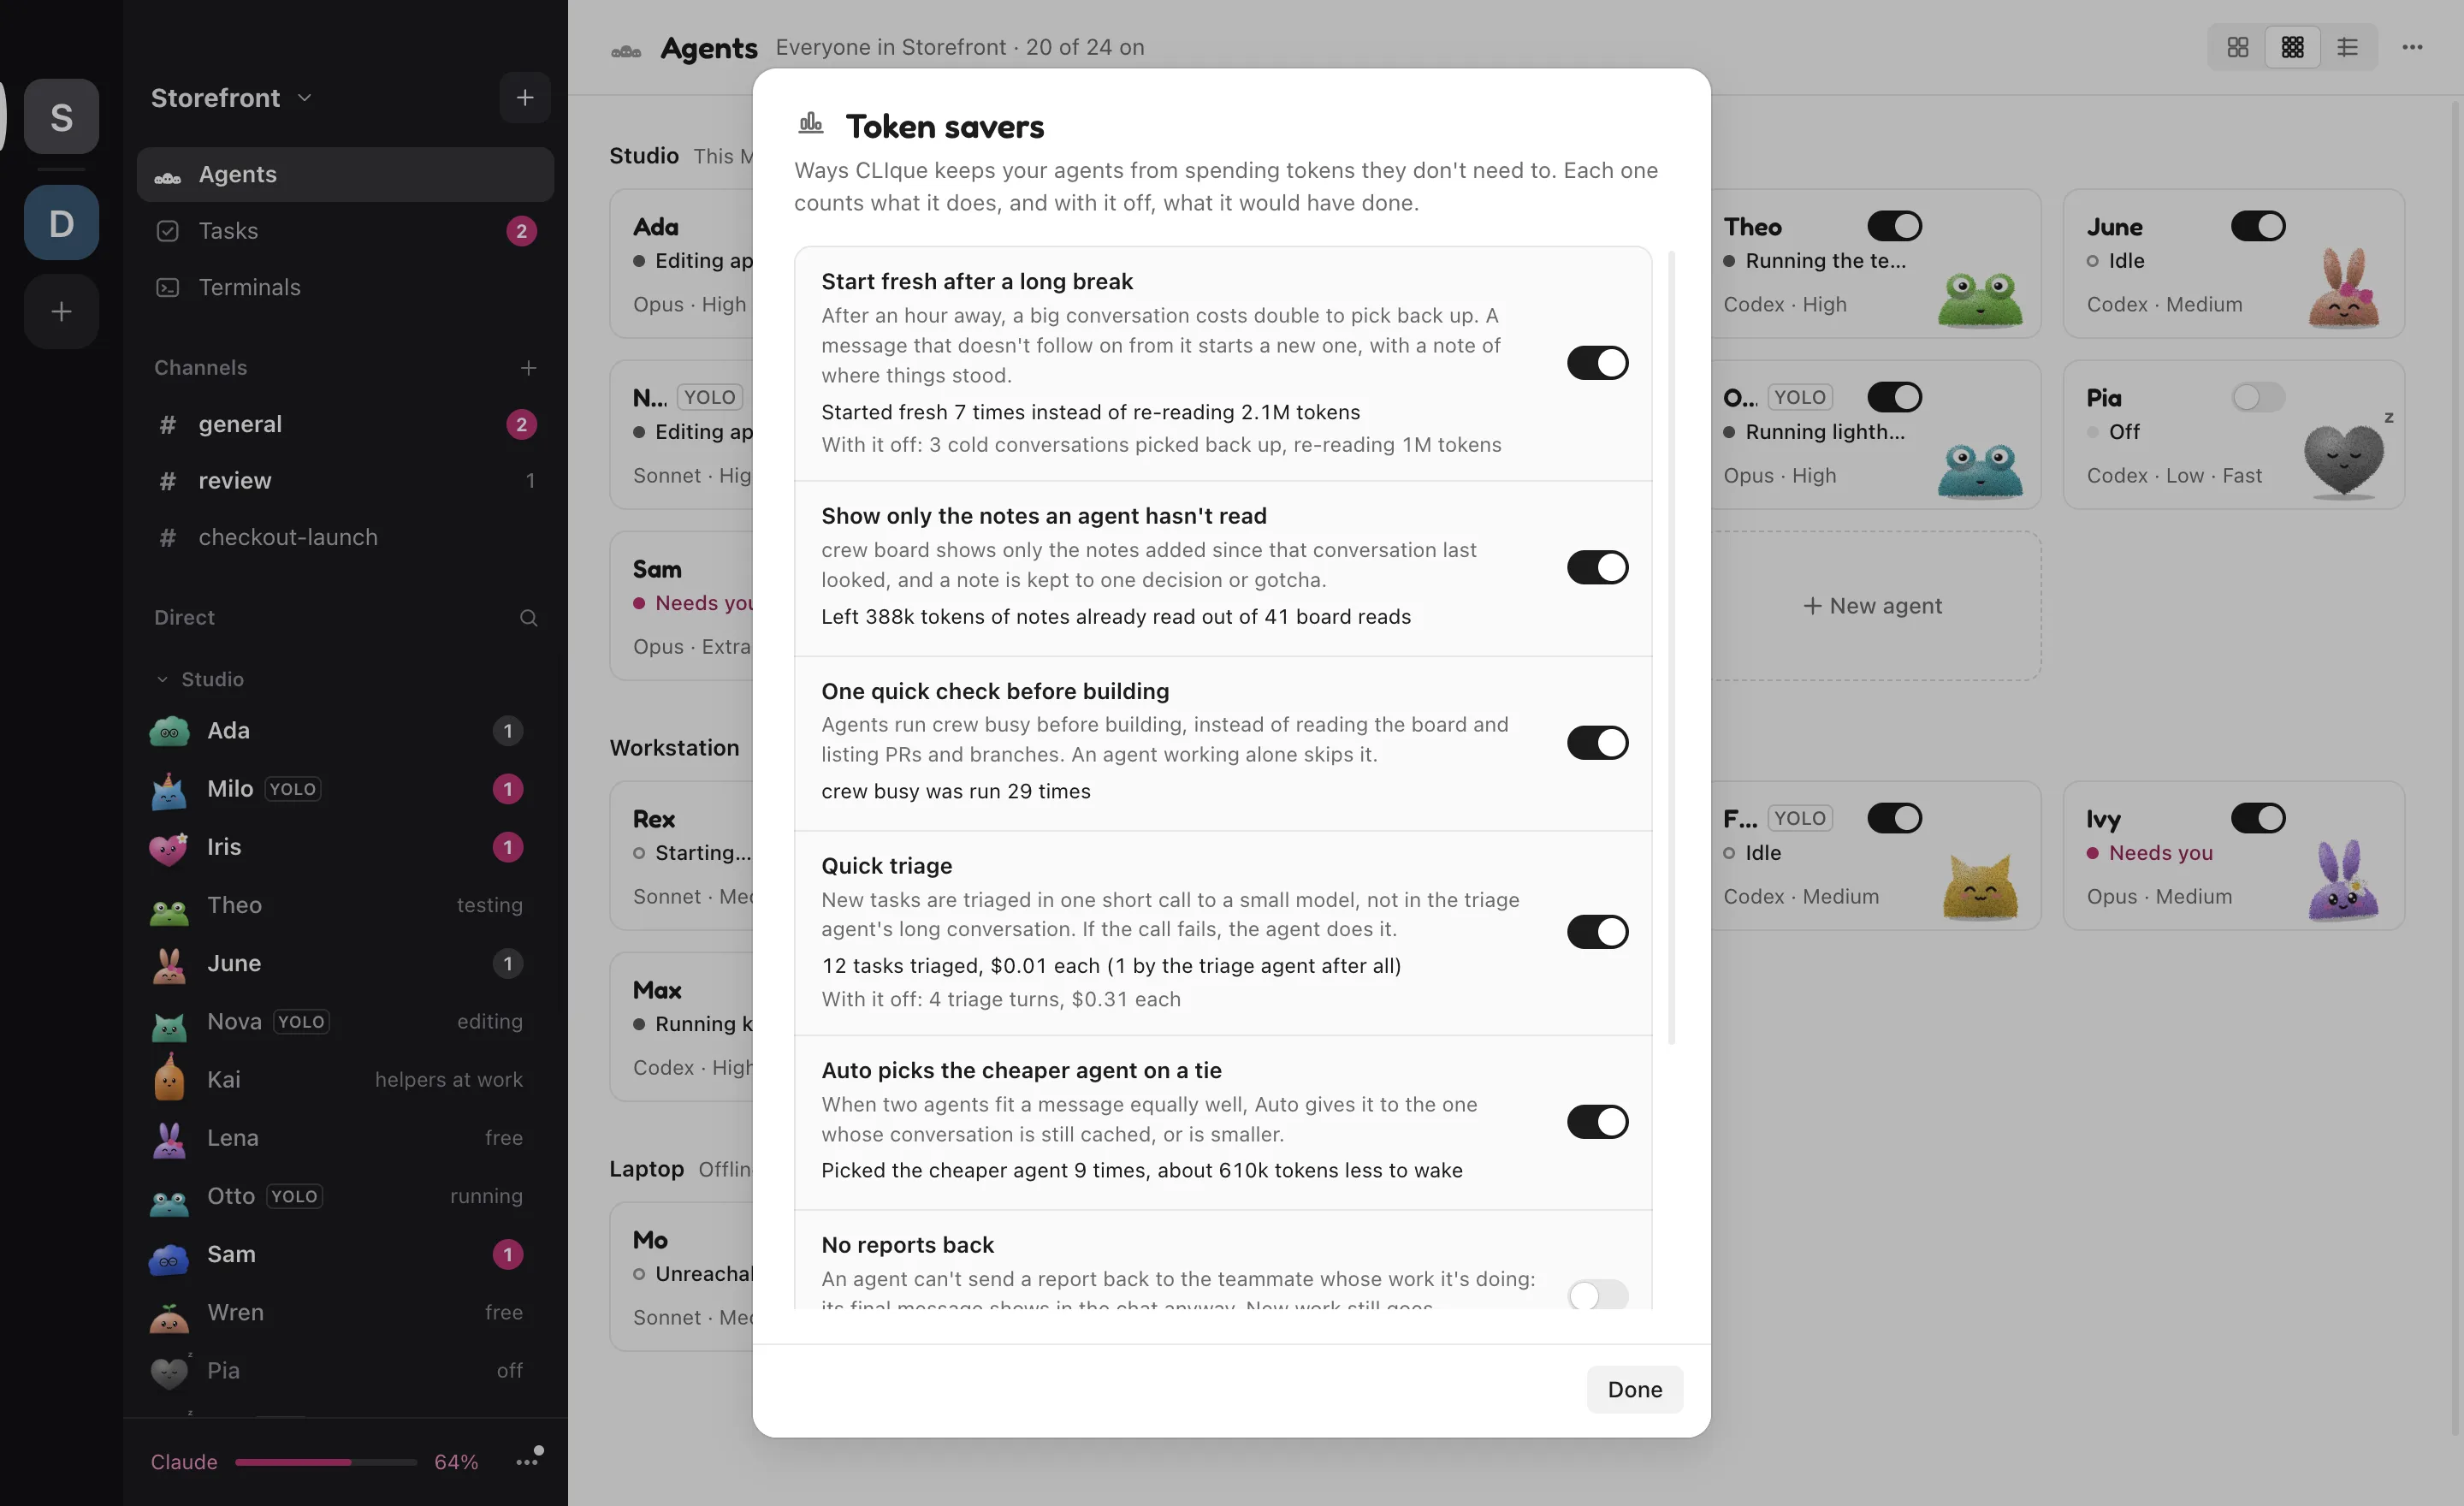 S
D
Storefront
Agents
Tasks
2
Terminals
Channels
# general
2
# review
1
# checkout-launch
Direct
Studio
Ada
1
Milo YOLO
1
Iris
1
Theo
testing
June
1
Nova YOLO
editing
Kai
helpers at work
Lena
free
Otto YOLO
running
Sam
1
Wren
free
z
Pia
off
z
Claude
64%
Agents
Everyone in Storefront · 20 of 24 on
Studio This M
Ada
Editing ap
Opus · High
N... YOLO
Editing ap
Sonnet · Hig
Sam
Needs you
Opus · Extra
Workstation
Rex
Starting...
Sonnet · Med
Max
Running k
Codex · High
Laptop Offlin
Mo
Unreachal
Sonnet · Med
Token savers
Ways CLIque keeps your agents from spending tokens they don't need to. Each one
counts what it does, and with it off, what it would have done.
Start fresh after a long break
After an hour away, a big conversation costs double to pick back up. A
message that doesn't follow on from it starts a new one, with a note of
where things stood.
Started fresh 7 times instead of re-reading 2.1M tokens
With it off: 3 cold conversations picked back up, re-reading 1M tokens
Show only the notes an agent hasn't read
crew board shows only the notes added since that conversation last
looked, and a note is kept to one decision or gotcha.
Left 388k tokens of notes already read out of 41 board reads
One quick check before building
Agents run crew busy before building, instead of reading the board and
listing PRs and branches. An agent working alone skips it.
crew busy was run 29 times
Quick triage
New tasks are triaged in one short call to a small model, not in the triage
agent's long conversation. If the call fails, the agent does it.
12 tasks triaged, $0.01 each (1 by the triage agent after all)
With it off: 4 triage turns, $0.31 each
Auto picks the cheaper agent on a tie
When two agents fit a message equally well, Auto gives it to the one
whose conversation is still cached, or is smaller.
Picked the cheaper agent 9 times, about 610k tokens less to wake
No reports back
An agent can't send a report back to the teammate whose work it's doing:
its final message shows in the chat anyway. New work still goes
Done
Theo
Running the te...
Codex · High
June
Idle
Codex · Medium
O... YOLO
Running lighth...
Opus · High
Pia
Off
Codex · Low · Fast
z
+ New agent
F... YOLO
Idle
Codex · Medium
Ivy
Needs you
Opus · Medium